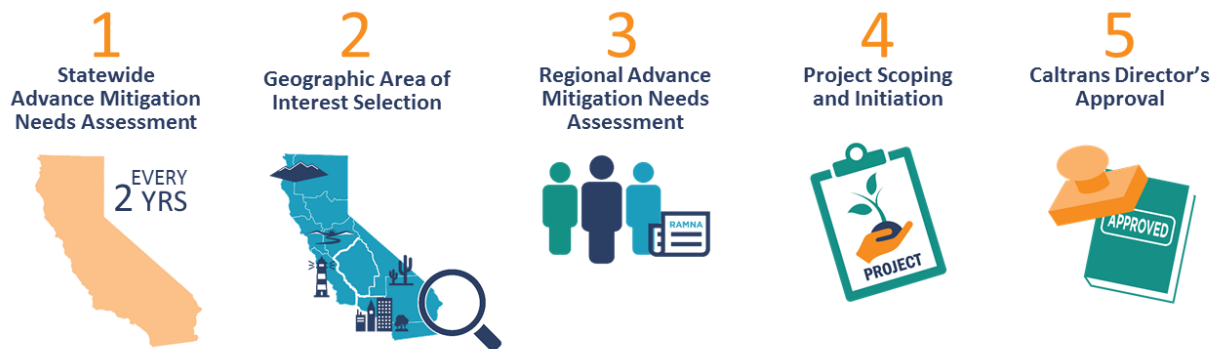 1
Statewide
Advance Mitigation
Needs Assessment
EVERY
2 YRS
2
Geographic Area of
Interest Selection
3
Regional Advance
Mitigation Needs
Assessment
RAMNA
4
Project Scoping
and Initiation
PROJECT
5
Caltrans Director's
Approval
APPROVED